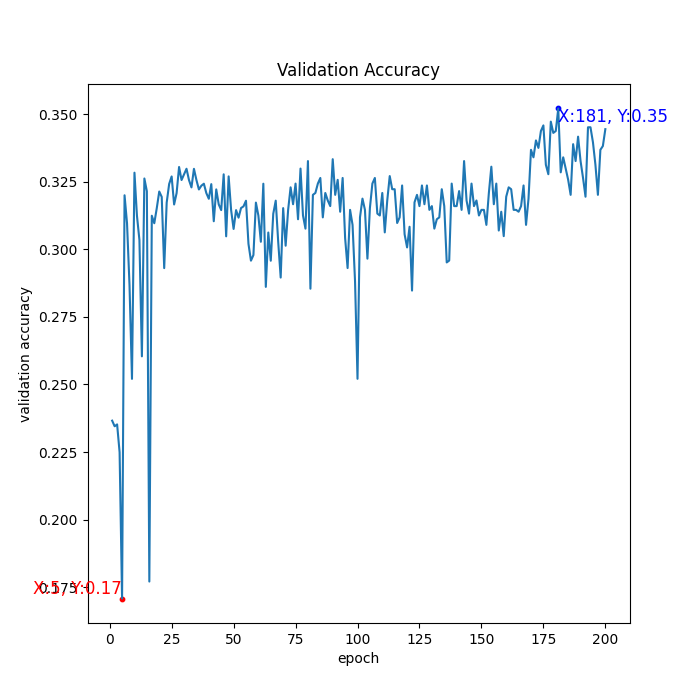 Validation Accuracy
0.350
X:181, Y:0.35
0.325
0.300
0.275
0.250
0.225
0.200
0.175
X:5, Y:0.17
validation accuracy
0 25 50 75 100 125 150 175 200
epoch